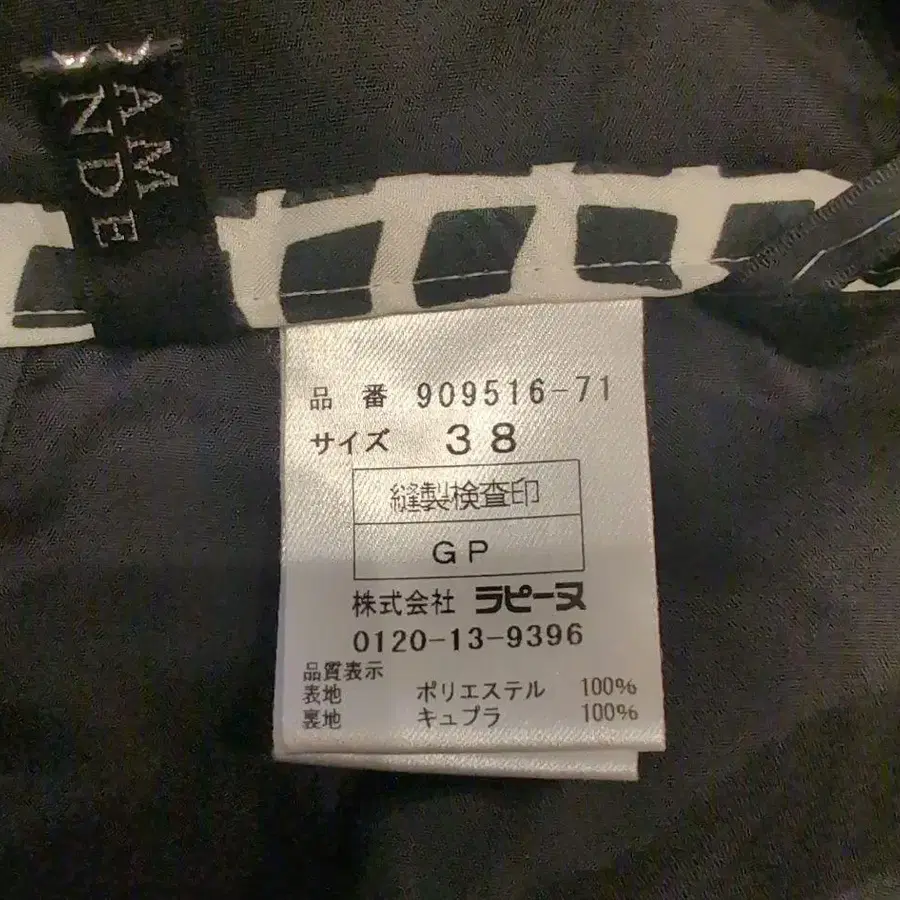 AM
NDE
品番 909516-71
サイズ 38
縫製検査印
GP
株式会社 ラピーヌ
0120-13-9396
品質表示
表地 ポリエステル 100%
裏地 キュプラ 100%